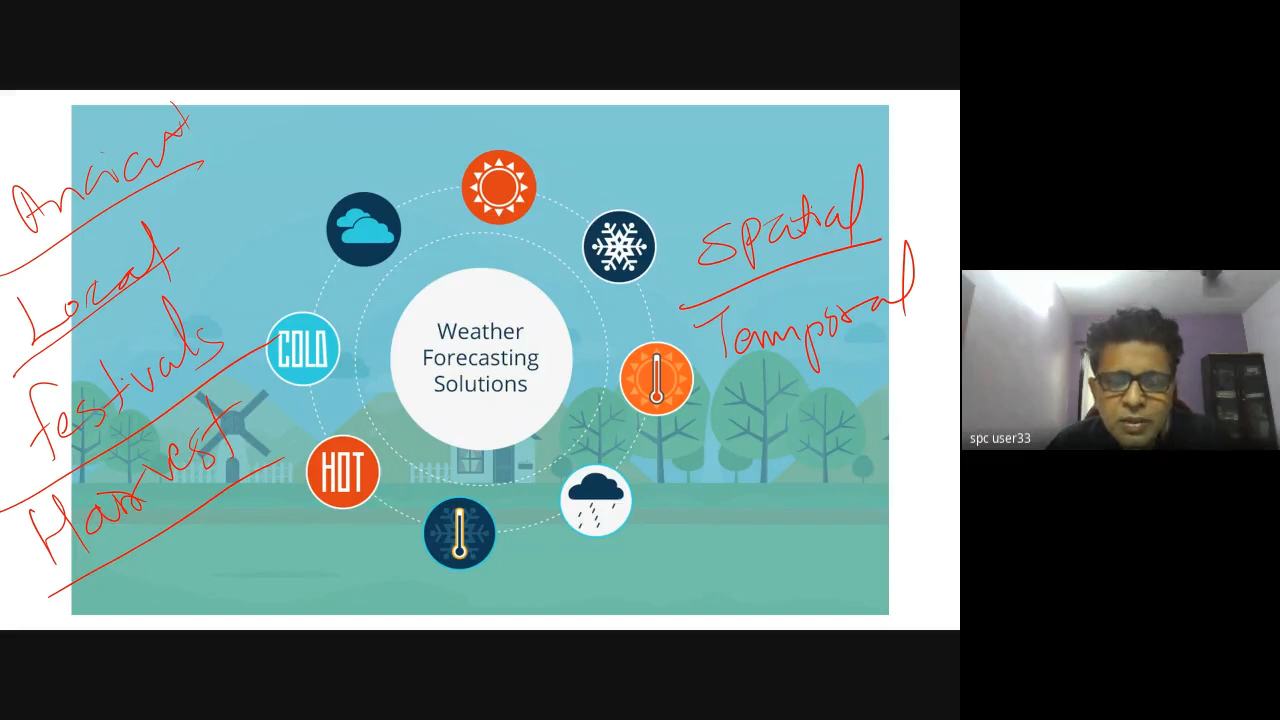 Ancient
Local
Festivals
Harvest
COLD
HOT
Weather
Forecasting
Solutions
Spatial
Temporal
spc user33